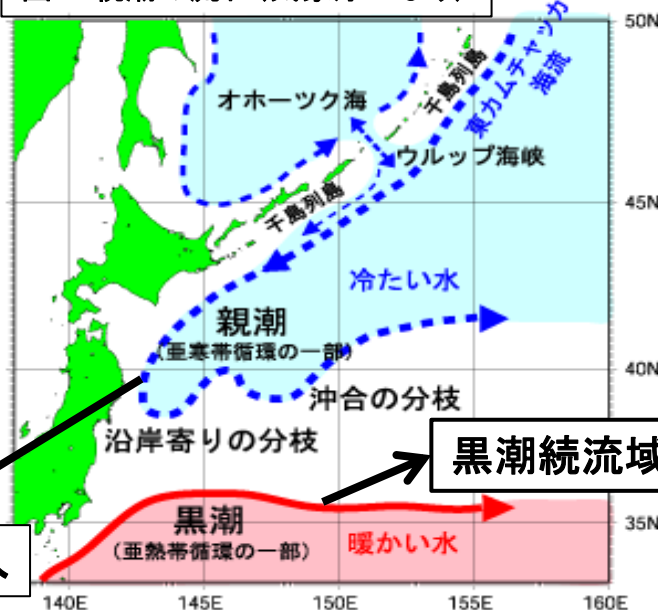 50N
東カムチャッカ
海流
千島列島
オホーツク海
ウルップ海峡
千島列島
45N
冷たい水
親潮
(亜寒帯循環の一部)
40N
沖合の分枝
沿岸寄りの分枝
黒潮続流域
黒潮
(亜熱帯循環の一部)
暖かい水
35N
140E
145E
150E
155E
160E